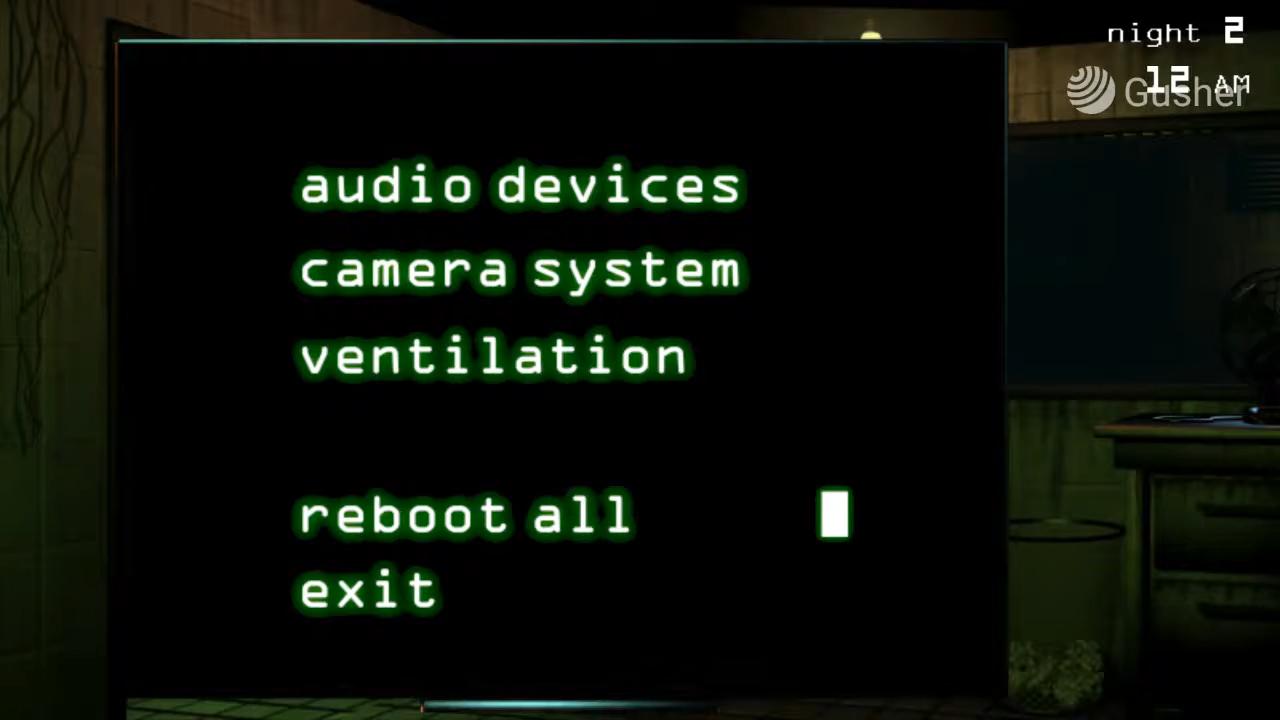 night 2
12 AM
Gusher
audio devices
camera system
ventilation
reboot all
exit